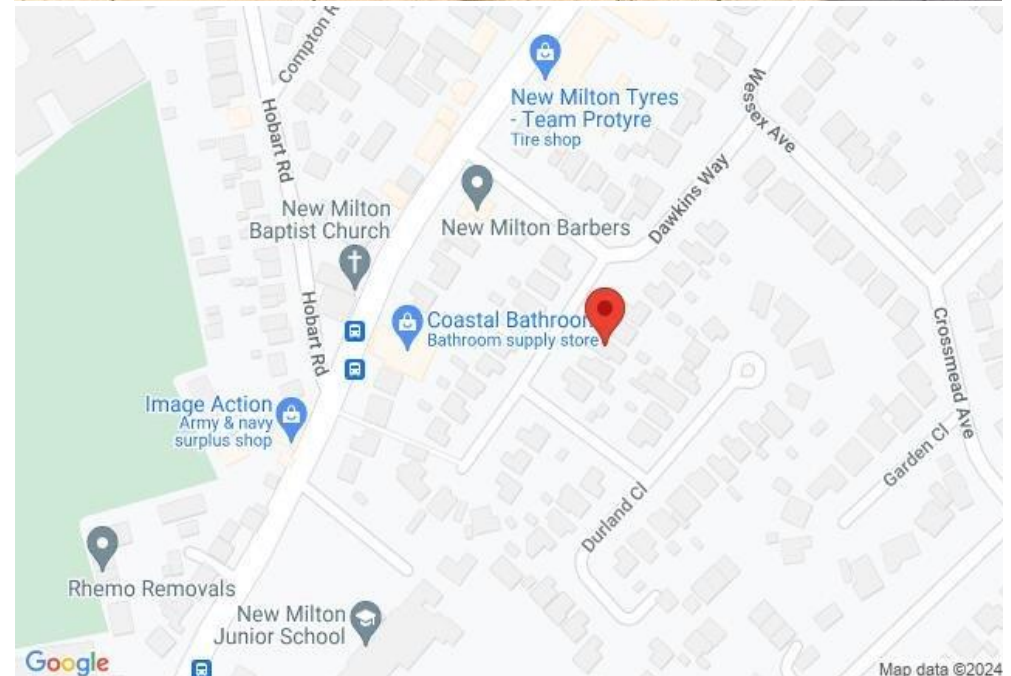 Compton R
Hobart Rd
New Milton Tyres
- Team Protyre
Tire shop
Wessex Ave
Dawkins Way
New Milton
Baptist Church
New Milton Barbers
Hobart Rd
Coastal Bathroom
Bathroom supply store
Crossmead Ave
Image Action
Army & navy
surplus shop
Garden Cl
Durland Cl
Rhemo Removals
New Milton
Junior School
Google
Map data ©2024